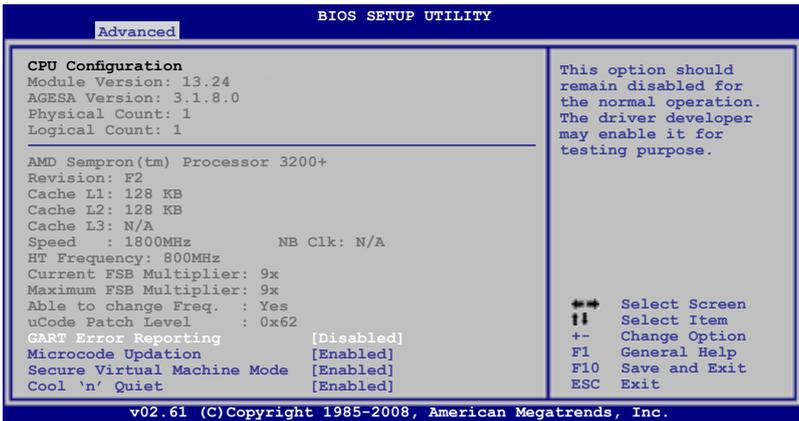 BIOS SETUP UTILITY
Advanced
CPU Configuration
Module Version: 13.24
AGESA Version: 3.1.8.0
Physical Count: 1
Logical Count: 1
AMD Sempron(tm) Processor 3200+
Revision: F2
Cache L1: 128 KB
Cache L2: 128 KB
Cache L3: N/A
Speed : 1800MHz NB Clk: N/A
HT Frequency: 800MHz
Current FSB Multiplier: 9x
Maximum FSB Multiplier: 9x
Able to change Freq. : Yes
uCode Patch Level : 0x62
GART Error Reporting [Disabled]
Microcode Updation [Enabled]
Secure Virtual Machine Mode [Enabled]
Cool ‘n’ Quiet [Enabled]
This option should
remain disabled for
the normal operation.
The driver developer
may enable it for
testing purpose.
Select Screen
Select Item
+- Change Option
F1 General Help
F10 Save and Exit
ESC Exit
v02.61 (C)Copyright 1985-2008, American Megatrends, Inc.